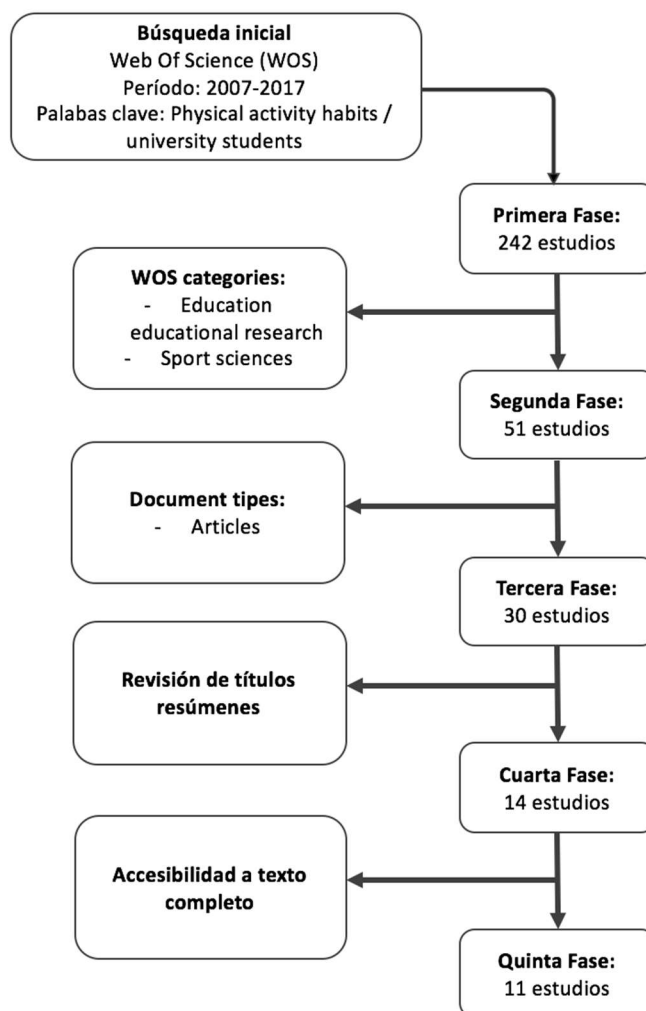 Búsqueda inicial
Web Of Science (WOS)
Período: 2007-2017
Palabas clave: Physical activity habits /
university students
Primera Fase:
242 estudios
WOS categories:
- Education
educational research
- Sport sciences
Segunda Fase:
51 estudios
Document tipes:
- Articles
Tercera Fase:
30 estudios
Revisión de títulos
resúmenes
Cuarta Fase:
14 estudios
Accesibilidad a texto
completo
Quinta Fase:
11 estudios